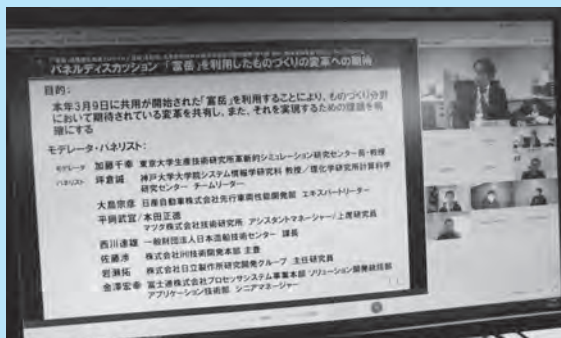 パネルディスカッション「富岳」を利用したものづくりの変革への期待
目的：
本年3月9日に共用が開始された「富岳」を利用することにより、ものづくり分野
において期待されている変革を共有し、また、それを実現するための課題を明
確にする
モデレータ・パネリスト：
モデレータ 加藤千幸 東京大学生産技術研究所革新的シミュレーション研究センター長・教授
パネリスト 坪倉誠 神戸大学大学院システム情報学研究科 教授／理化学研究所計算科学
研究センター チームリーダー
大島宗彦 日産自動車株式会社先行車両性能開発部 エキスパートリーダー
平岡武宜／本田正徳
マツダ株式会社技術研究所 アシスタントマネージャー／上席研究員
西川達雄 一般財団法人日本造船技術センター 課長
佐藤渉 株式会社IHI技術開発本部 主査
岩瀬拓 株式会社日立製作所研究開発グループ 主任研究員
金澤宏幸 富士通株式会社プロセッサシステム事業本部 ソリューション開発統括部
アプリケーション技術部 シニアマネージャー